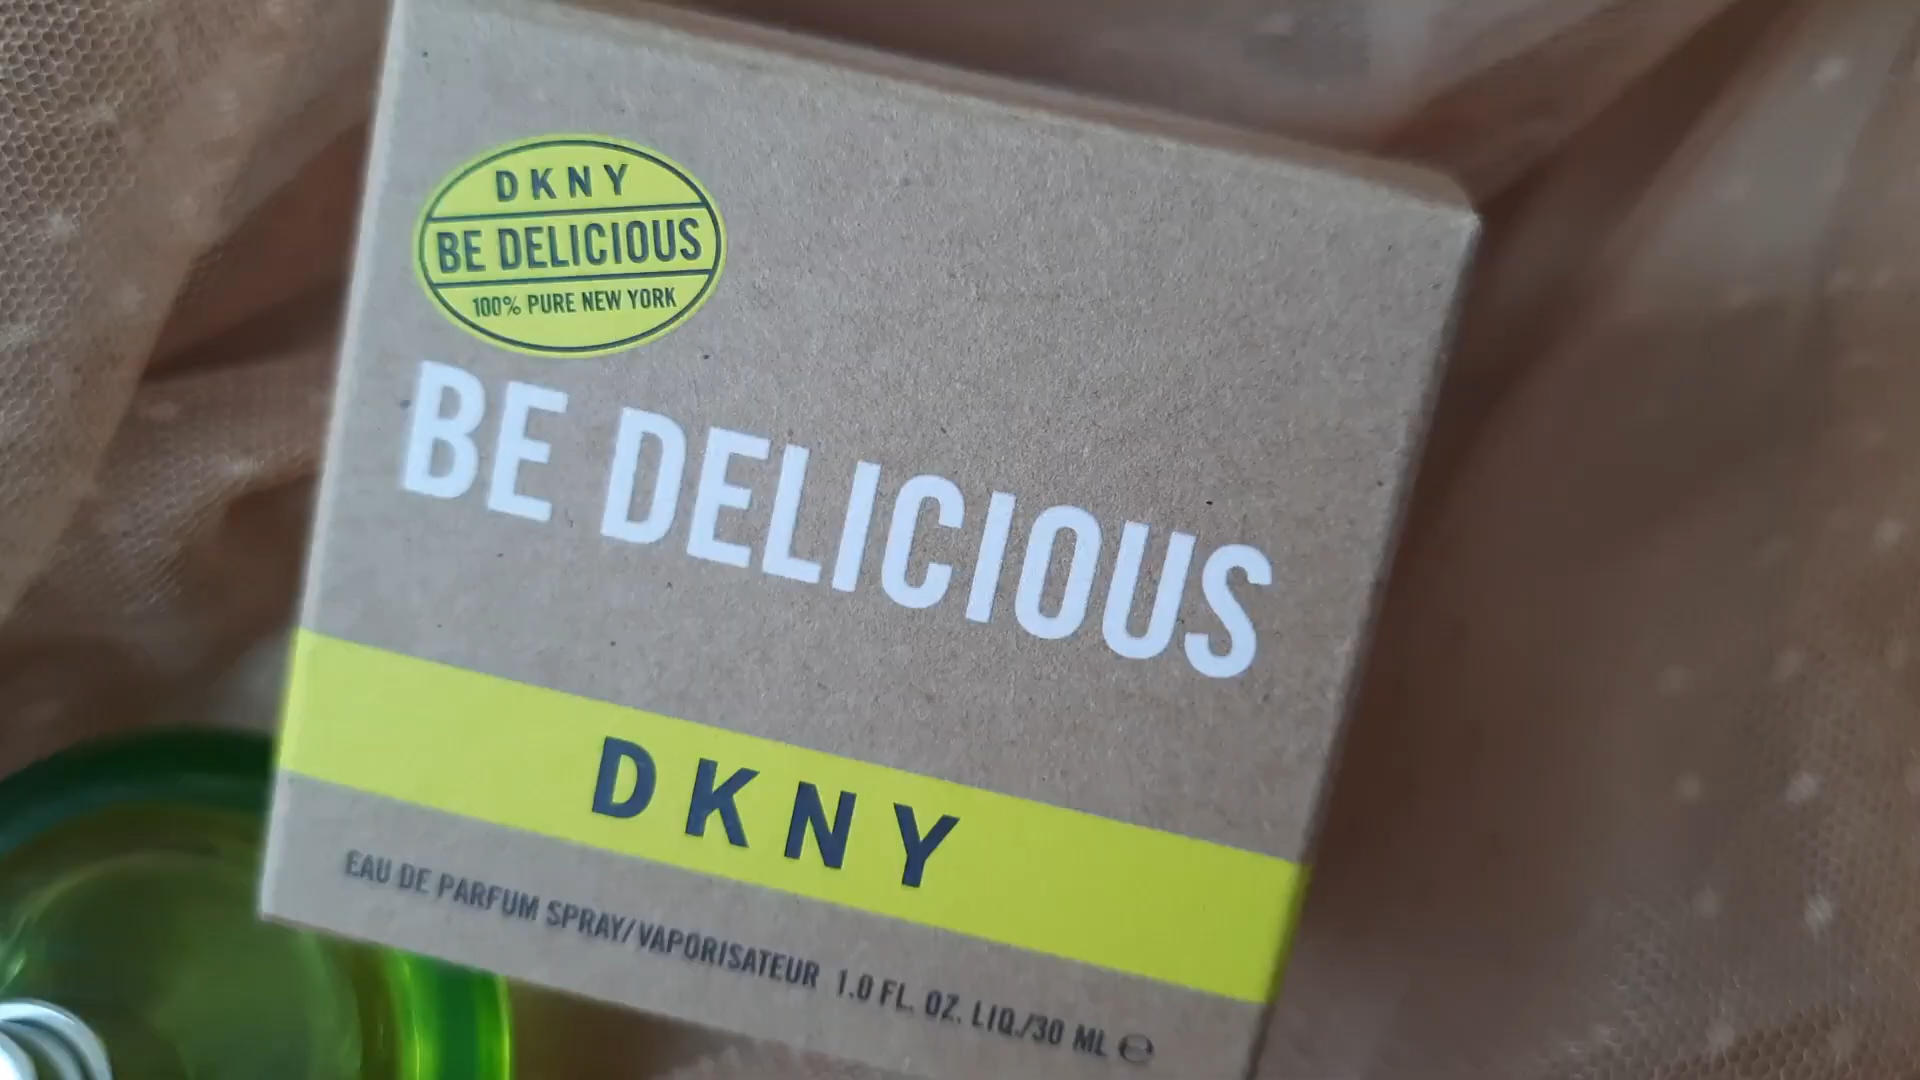 DKNY
BE DELICIOUS
100% PURE NEW YORK
BE DELICIOUS
DKNY
EAU DE PARFUM SPRAY/VAPORISATEUR 1.0 FL. OZ. LIQ./30 ML ℮